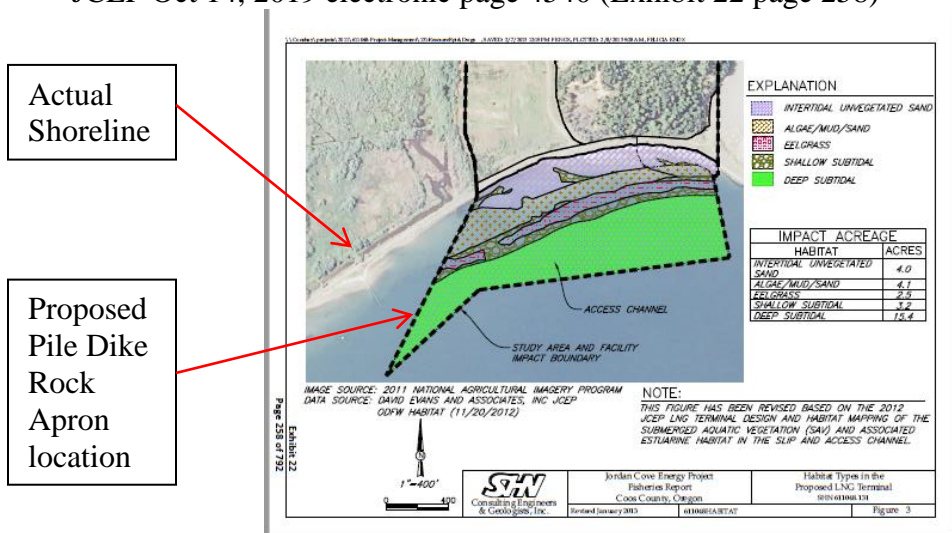 JCEP Oct 14, 2019 electronic page 4546 (Exhibit 22 page 258)
Actual
Shoreline
Proposed
Pile Dike
Rock
Apron
location
EXPLANATION
INTERTIDAL UNVEGETATED SAND
ALGAE/MUD/SAND
EELGRASS
SHALLOW SUBTIDAL
DEEP SUBTIDAL
IMPACT ACREAGE
HABITAT ACRES
INTERTIDAL UNVEGETATED SAND 4.0
ALGAE/MUD/SAND 4.1
EELGRASS 2.5
SHALLOW SUBTIDAL 3.2
DEEP SUBTIDAL 15.4
ACCESS CHANNEL
STUDY AREA AND FACILITY
IMPACT BOUNDARY
IMAGE SOURCE: 2011 NATIONAL AGRICULTURAL IMAGERY PROGRAM
DATA SOURCE: DAVID EVANS AND ASSOCIATES, INC JCEP
ODFW HABITAT (11/20/2012)
NOTE:
THIS FIGURE HAS BEEN REVISED BASED ON THE 2012
JCEP LNG TERMINAL DESIGN AND HABITAT MAPPING OF THE
SUBMERGED AQUATIC VEGETATION (SAV) AND ASSOCIATED
ESTUARINE HABITAT IN THE SLIP AND ACCESS CHANNEL.
Exhibit 22
Page 258 of 792
1"=400'
0 400
SHN
Consulting Engineers
& Geologists, Inc.
Jordan Cove Energy Project
Fisheries Report
Coos County, Oregon
Habitat Types in the
Proposed LNG Terminal
SHN 611048.131
Revised January 2013
611048HABITAT
Figure 3